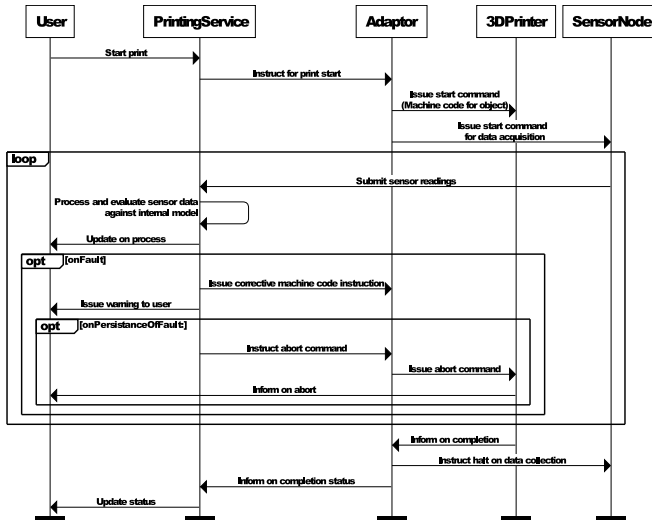 User PrintingService Adaptor 3DPrinter SensorNode
Start print
Instruct for print start
Issue start command
(Machine code for object)
Issue start command
for data acquisition
loop
Submit sensor readings
Process and evaluate sensor data
against internal model
Update on process
opt [onFault]
Issue corrective machine code instruction
Issue warning to user
opt [onPersistanceOfFault:]
Instruct abort command
Issue abort command
Inform on abort
Inform on completion
Instruct halt on data collection
Inform on completion status
Update status